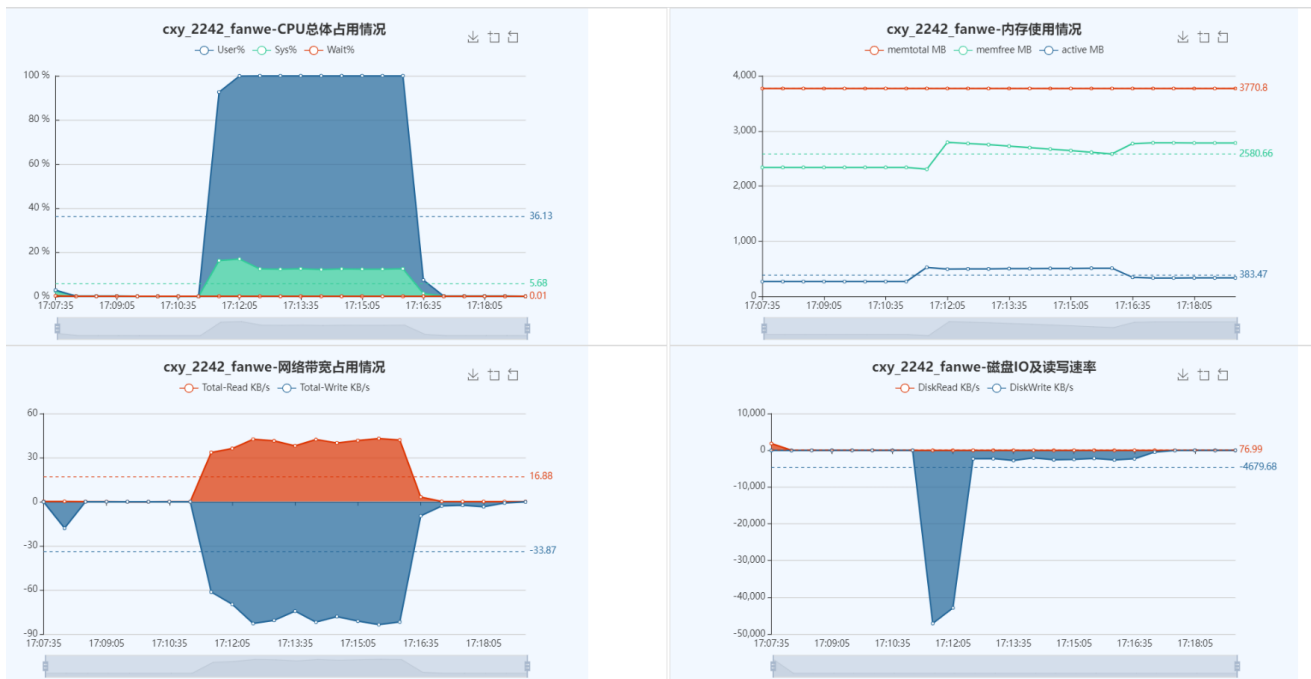 cxy_2242_fanwe-CPU总体占用情况
User% Sys% Wait%
100 %
80 %
60 %
40 %
20 %
0 %
36.13
5.68
0.01
17:07:35 17:09:05 17:10:35 17:12:05 17:13:35 17:15:05 17:16:35 17:18:05
cxy_2242_fanwe-内存使用情况
memtotal MB memfree MB active MB
4,000
3,000
2,000
1,000
0
3770.8
2580.66
383.47
17:07:35 17:09:05 17:10:35 17:12:05 17:13:35 17:15:05 17:16:35 17:18:05
cxy_2242_fanwe-网络带宽占用情况
Total-Read KB/s Total-Write KB/s
60
30
0
-30
-60
-90
16.88
-33.87
17:07:35 17:09:05 17:10:35 17:12:05 17:13:35 17:15:05 17:16:35 17:18:05
cxy_2242_fanwe-磁盘IO及读写速率
DiskRead KB/s DiskWrite KB/s
10,000
0
-10,000
-20,000
-30,000
-40,000
-50,000
76.99
-4679.68
17:07:35 17:09:05 17:10:35 17:12:05 17:13:35 17:15:05 17:16:35 17:18:05